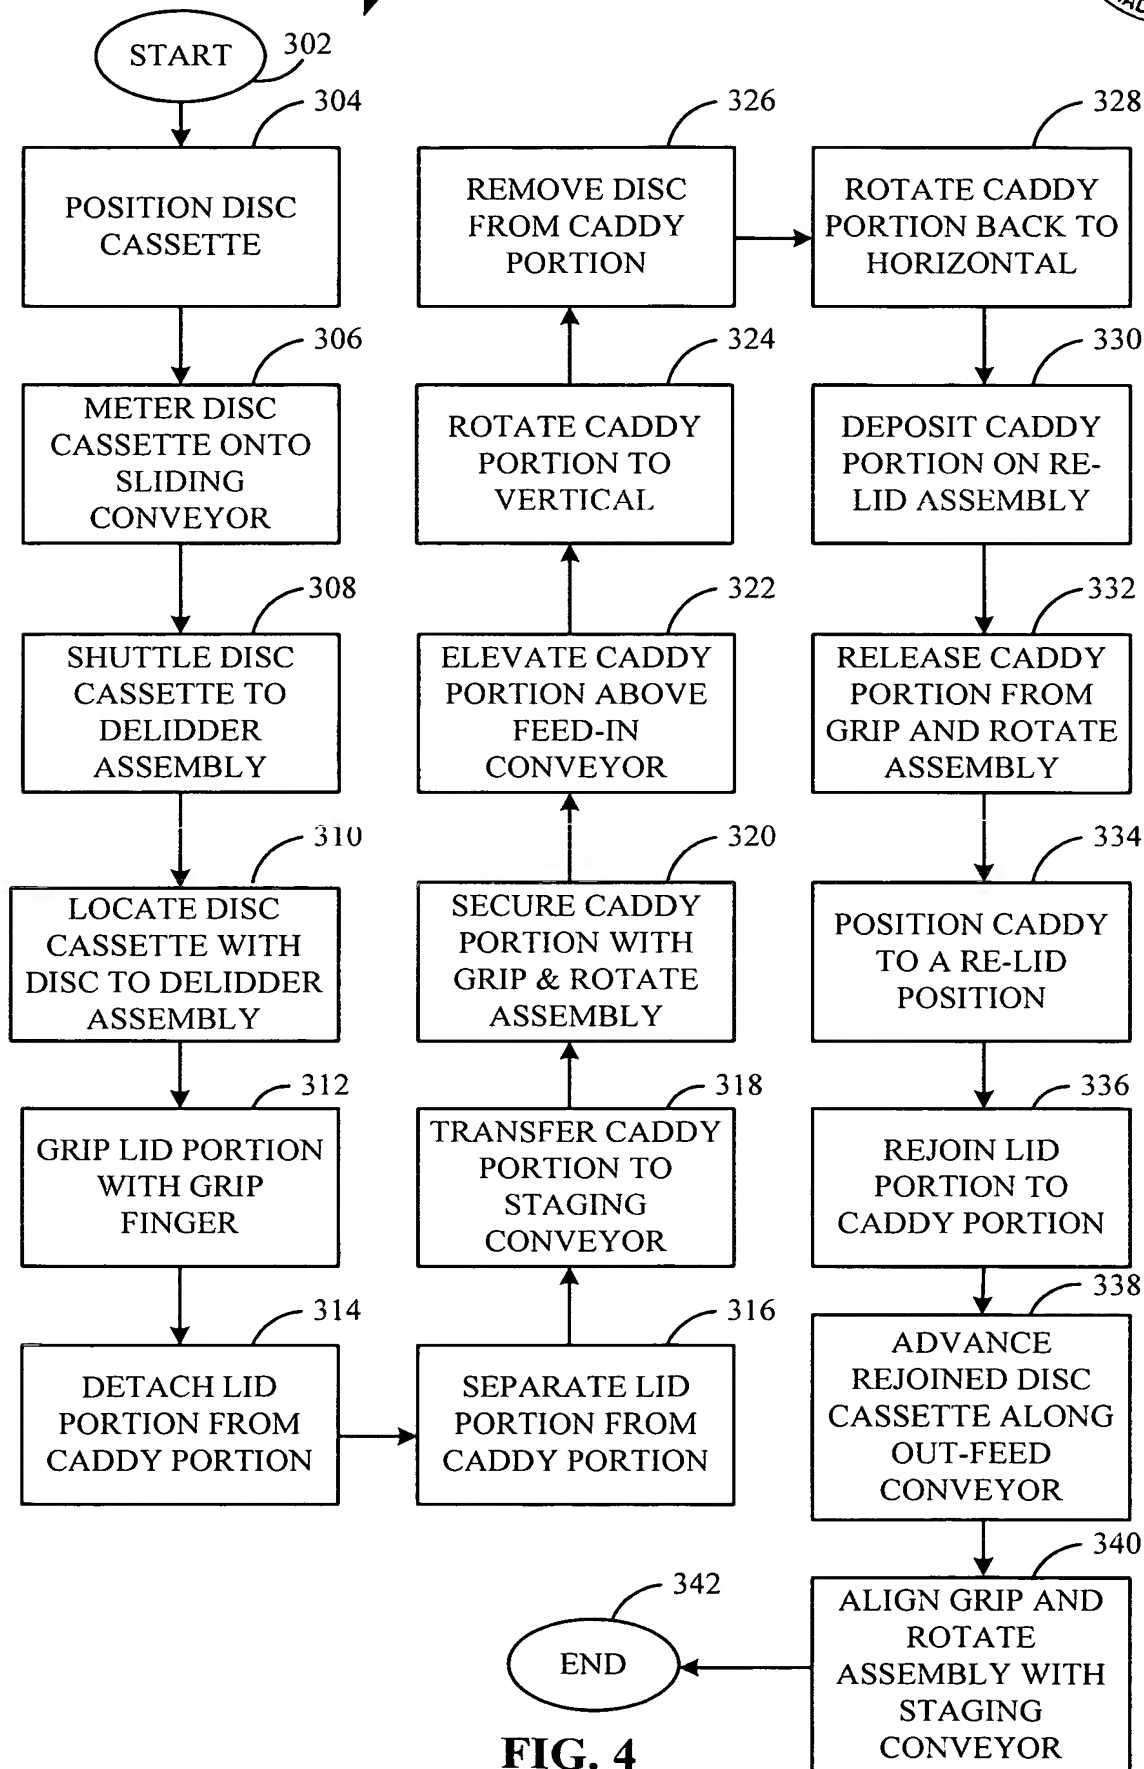 START
302
304
POSITION DISC
CASSETTE
306
METER DISC
CASSETTE ONTO
SLIDING
CONVEYOR
308
SHUTTLE DISC
CASSETTE TO
DELIDDER
ASSEMBLY
310
LOCATE DISC
CASSETTE WITH
DISC TO DELIDDER
ASSEMBLY
312
GRIP LID PORTION
WITH GRIP
FINGER
314
DETACH LID
PORTION FROM
CADDY PORTION
316
SEPARATE LID
PORTION FROM
CADDY PORTION
318
TRANSFER CADDY
PORTION TO
STAGING
CONVEYOR
320
SECURE CADDY
PORTION WITH
GRIP & ROTATE
ASSEMBLY
322
ELEVATE CADDY
PORTION ABOVE
FEED-IN
CONVEYOR
324
ROTATE CADDY
PORTION TO
VERTICAL
326
REMOVE DISC
FROM CADDY
PORTION
328
ROTATE CADDY
PORTION BACK TO
HORIZONTAL
330
DEPOSIT CADDY
PORTION ON RE-
LID ASSEMBLY
332
RELEASE CADDY
PORTION FROM
GRIP AND ROTATE
ASSEMBLY
334
POSITION CADDY
TO A RE-LID
POSITION
336
REJOIN LID
PORTION TO
CADDY PORTION
338
ADVANCE
REJOINED DISC
CASSETTE ALONG
OUT-FEED
CONVEYOR
340
ALIGN GRIP AND
ROTATE
ASSEMBLY WITH
STAGING
CONVEYOR
342
END
FIG. 4